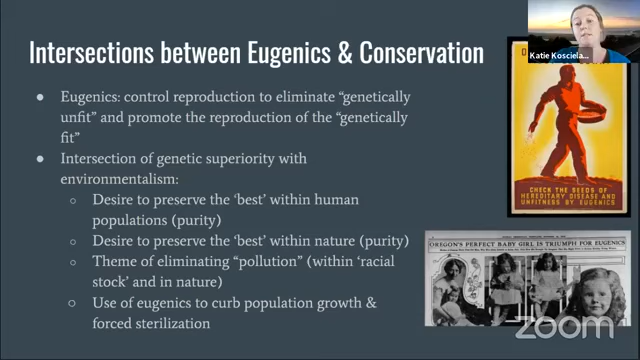 Katie Kosciela...
Intersections between Eugenics & Conservation
● Eugenics: control reproduction to eliminate “genetically
unfit” and promote the reproduction of the “genetically
fit”
● Intersection of genetic superiority with
environmentalism:
○ Desire to preserve the ‘best’ within human
populations (purity)
○ Desire to preserve the ‘best’ within nature (purity)
○ Theme of eliminating “pollution” (within ‘racial
stock’ and in nature)
○ Use of eugenics to curb population growth &
forced sterilization
CHECK THE SEEDS OF
HEREDITARY DISEASE AND
UNFITNESS BY EUGENICS
OREGON'S PERFECT BABY GIRL IS TRIUMPH FOR EUGENICS
zoom